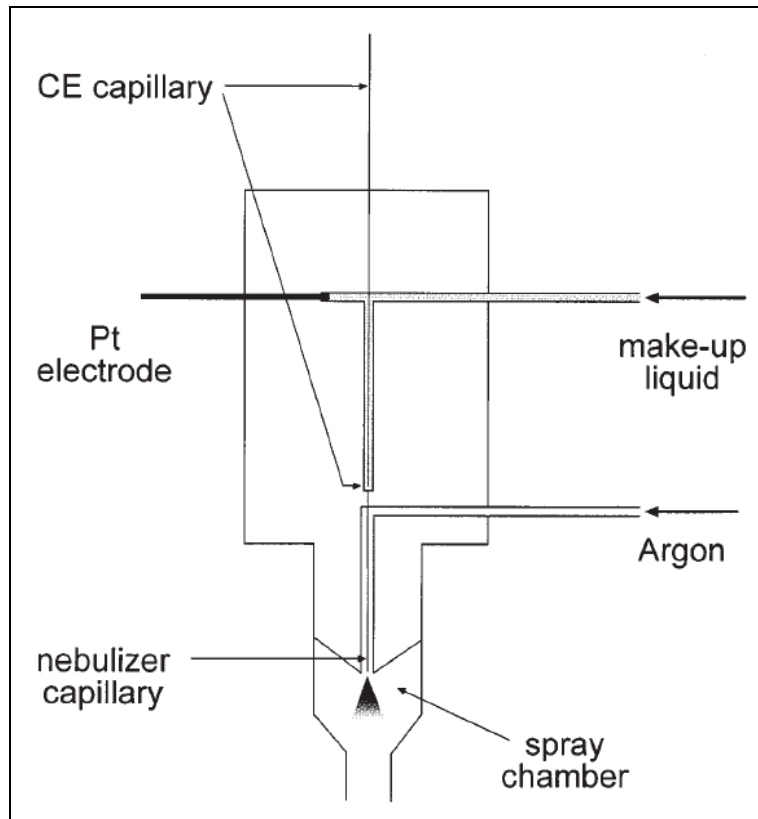 CE capillary
Pt
electrode
make-up
liquid
Argon
nebulizer
capillary
spray
chamber